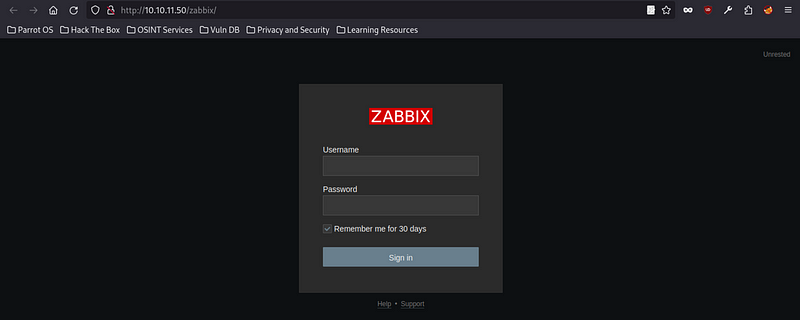 http://10.10.11.50/zabbix/
Parrot OS Hack The Box OSINT Services Vuln DB Privacy and Security Learning Resources
Unrested
ZABBIX
Username
Password
Remember me for 30 days
Sign in
Help • Support